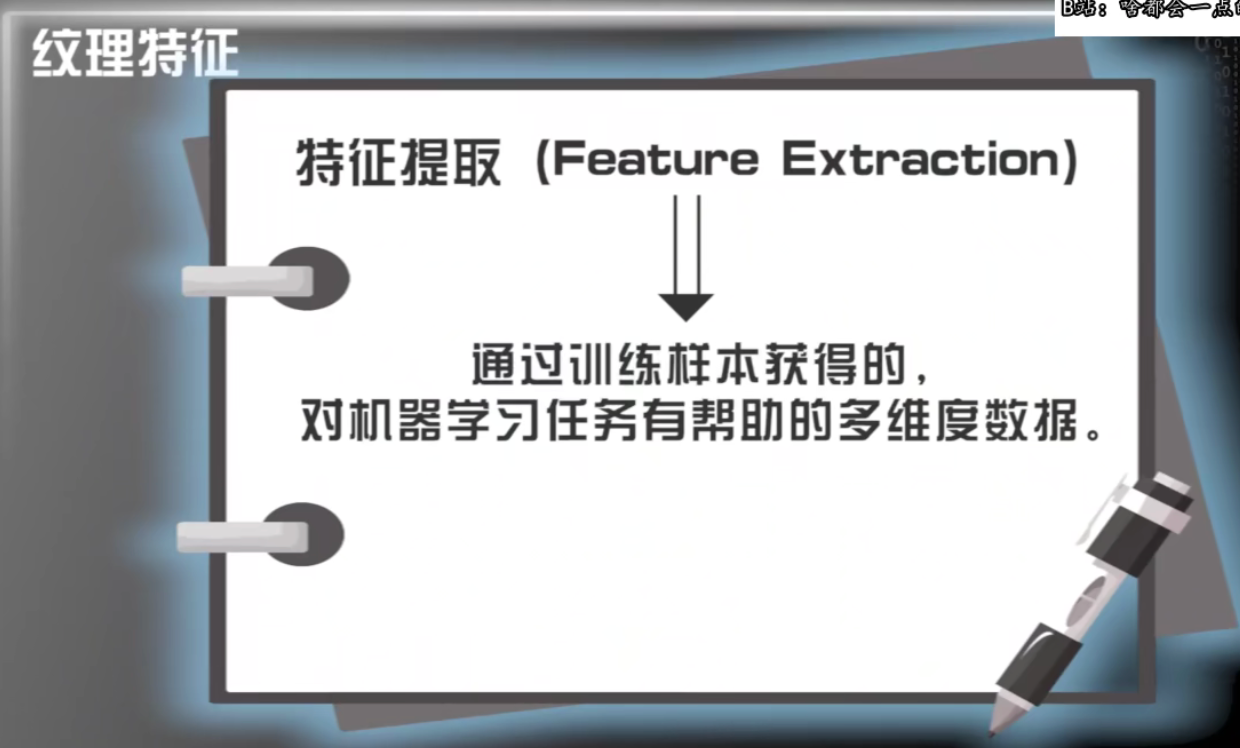 B站：啥都会一点的
纹理特征
特征提取（Feature Extraction）
通过训练样本获得的，
对机器学习任务有帮助的多维度数据。